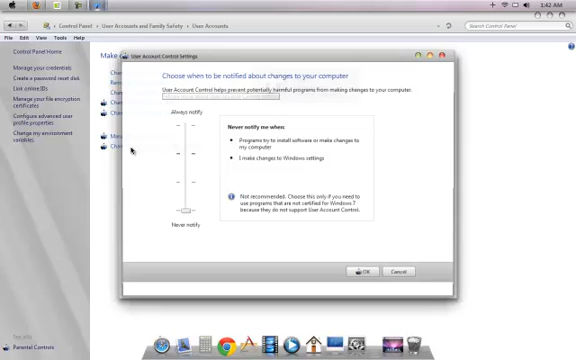 1:42 AM
Control Panel
User Accounts and Family Safety
User Accounts
Search Control Panel
File Edit View Tools Help
Control Panel Home
Manage your credentials
Create a password reset disk
Link online IDs
Manage your file encryption
certificates
Configure advanced user
profile properties
Change my environment
variables
See also
Parental Controls
User Account Control Settings
Choose when to be notified about changes to your computer
User Account Control helps prevent potentially harmful programs from making changes to your computer.
Always notify
Never notify me when:
Programs try to install software or make changes to
my computer
I make changes to Windows settings
Not recommended. Choose this only if you need to
use programs that are not certified for Windows 7
because they do not support User Account Control.
Never notify
OK
Cancel